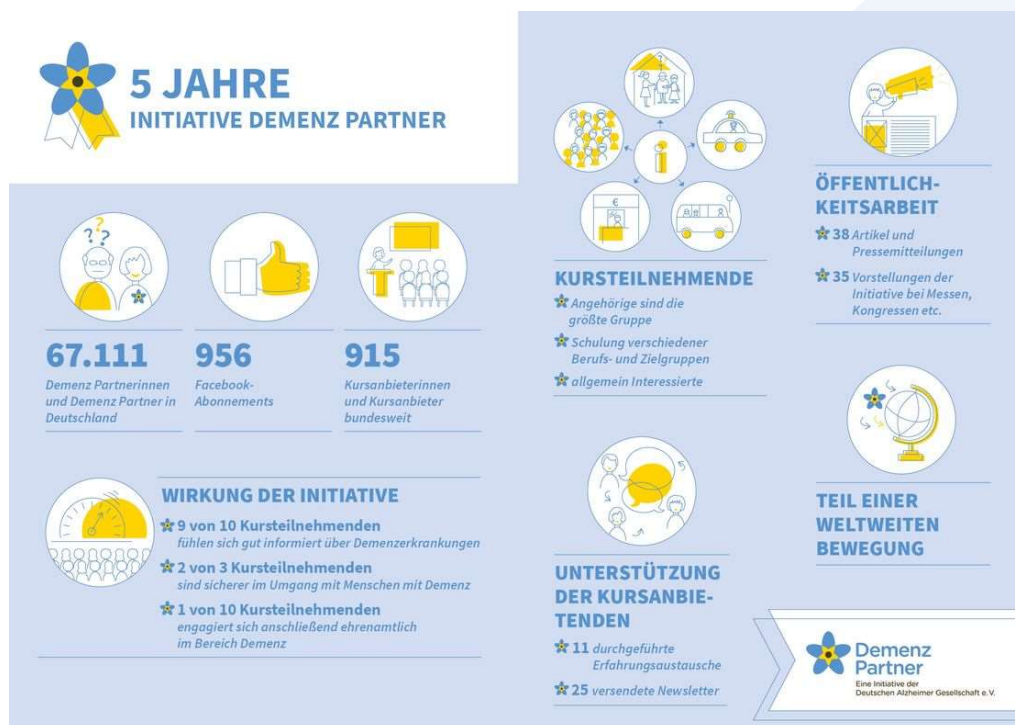 5 JAHRE
INITIATIVE DEMENZ PARTNER
???
67.111
Demenz Partnerinnen
und Demenz Partner in
Deutschland
956
Facebook-
Abonnements
915
Kursanbieterinnen
und Kursanbieter
bundesweit
WIRKUNG DER INITIATIVE
9 von 10 Kursteilnehmenden
fühlen sich gut informiert über Demenzerkrankungen
2 von 3 Kursteilnehmenden
sind sicherer im Umgang mit Menschen mit Demenz
1 von 10 Kursteilnehmenden
engagiert sich anschließend ehrenamtlich
im Bereich Demenz
€
KURSTEILNEHMENDE
Angehörige sind die
größte Gruppe
Schulung verschiedener
Berufs- und Zielgruppen
allgemein Interessierte
UNTERSTÜTZUNG
DER KURSANBIE-
TENDEN
11 durchgeführte
Erfahrungsaustausche
25 versendete Newsletter
ÖFFENTLICH-
KEITSARBEIT
38 Artikel und
Pressemitteilungen
35 Vorstellungen der
Initiative bei Messen,
Kongressen etc.
TEIL EINER
WELTWEITEN
BEWEGUNG
Demenz
Partner
Eine Initiative der
Deutschen Alzheimer Gesellschaft e.V.